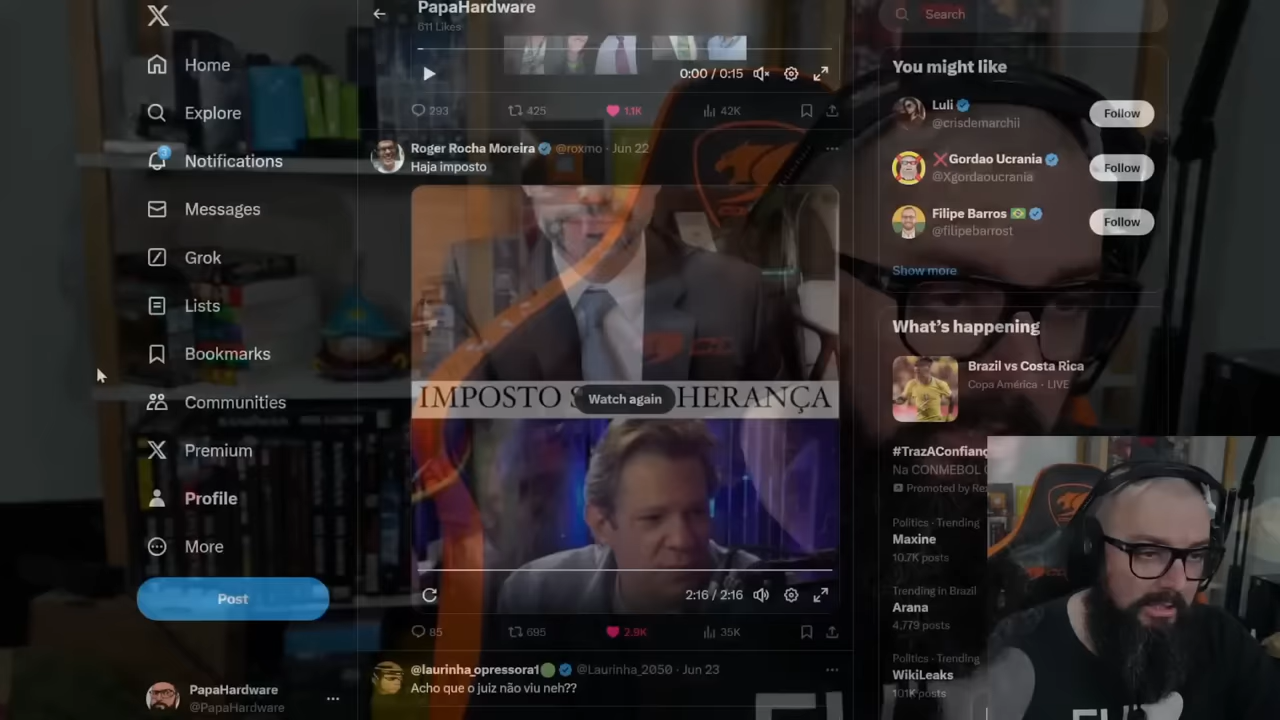 Home
Explore
3
Notifications
Messages
Grok
Lists
Bookmarks
Communities
Premium
Profile
More
Post
PapaHardware
@PapaHardware
PapaHardware
611 Likes
0:00 / 0:15
293 425 1.1K 42K
Roger Rocha Moreira @roxmo · Jun 22
Haja imposto
IMPOSTO HERANÇA
Watch again
2:16 / 2:16
85 695 2.9K 35K
@laurinha_opressora1 @Laurinha_2050 · Jun 23
Acho que o juiz não viu neh??
Search
You might like
Luli
@crisdemarchii
Follow
Gordao Ucrania
@Xgordaoucrania
Follow
Filipe Barros
@filipebarrost
Follow
Show more
What's happening
Brazil vs Costa Rica
Copa América · LIVE
#TrazAConfian
Na CONMEBOL
Promoted by
Politics · Trending
Maxine
10.7K posts
Trending in Brazil
Arana
4,779 posts
Politics · Trending
WikiLeaks
101K posts